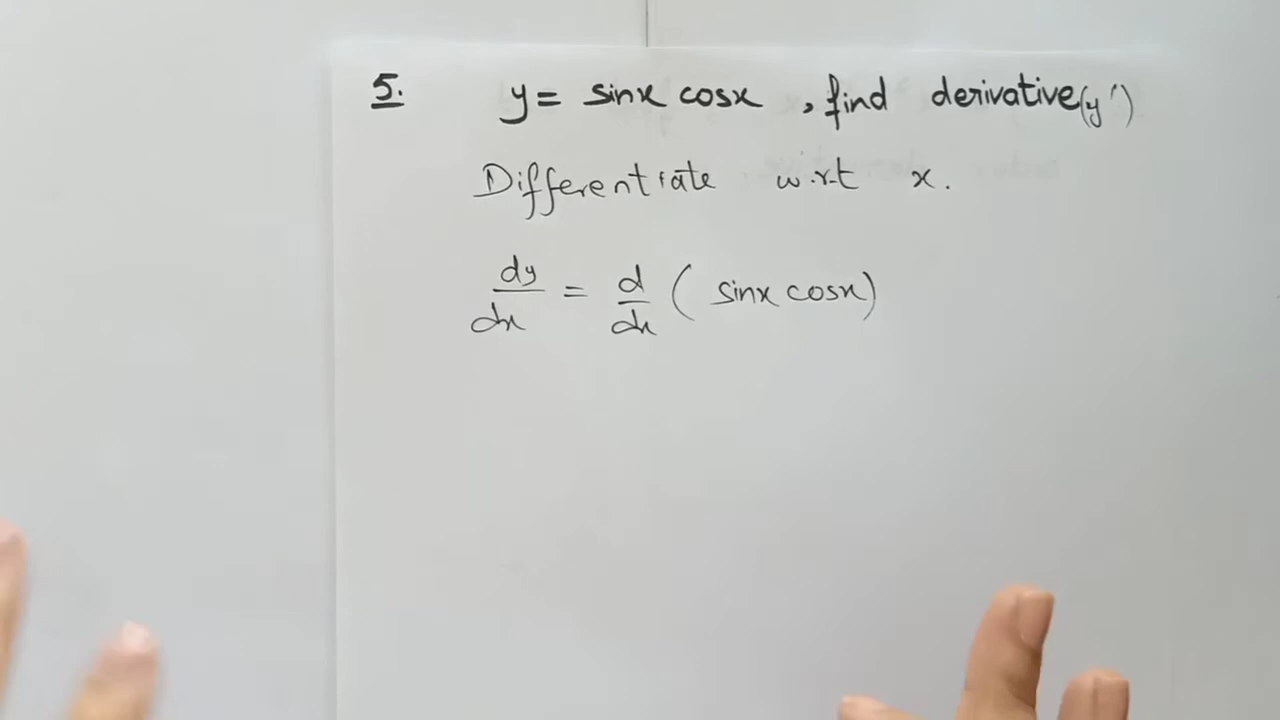 5. y = sinx cosx , find derivative (y')
Differentiate w.r.t x.
dy/dx = d/dx ( sinx cosx)